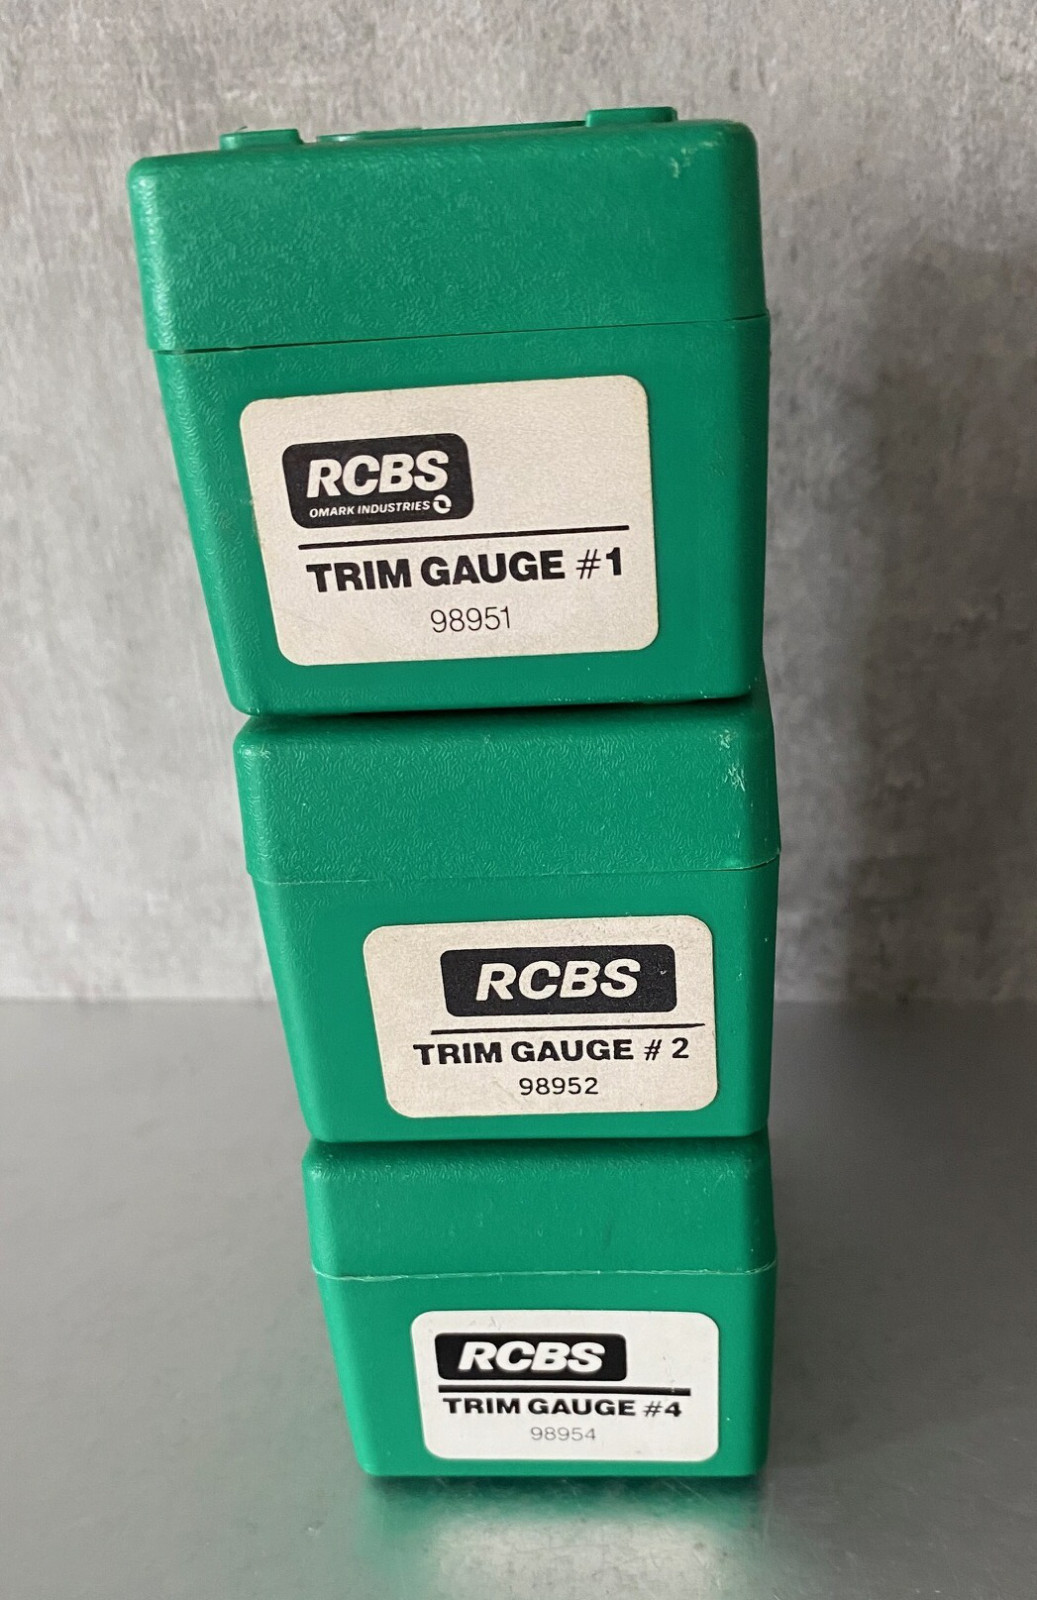 RCBS
OMARK INDUSTRIES
TRIM GAUGE #1
98951
RCBS
TRIM GAUGE # 2
98952
RCBS
TRIM GAUGE #4
98954